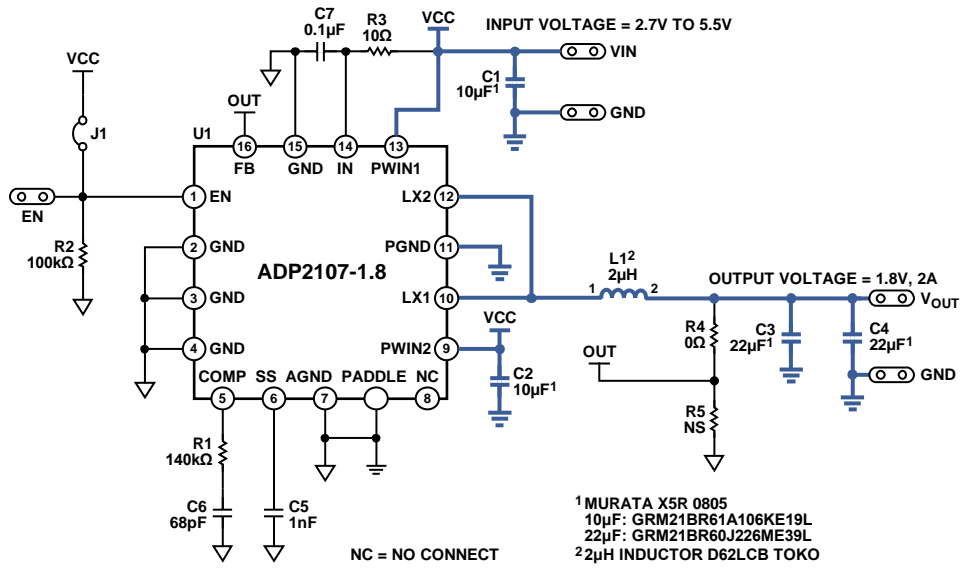 C7
0.1µF
R3
10Ω
VCC
INPUT VOLTAGE = 2.7V TO 5.5V
VIN
C1
10µF¹
GND
VCC
J1
OUT
U1
16
15
14
13
FB
GND
IN
PWIN1
EN
1
EN
R2
100kΩ
2
GND
3
GND
4
GND
ADP2107-1.8
LX2
12
PGND
11
LX1
10
PWIN2
9
L1²
2µH
1
2
OUTPUT VOLTAGE = 1.8V, 2A
VOUT
R4
0Ω
C3
22µF¹
C4
22µF¹
GND
OUT
R5
NS
VCC
C2
10µF¹
COMP
SS
AGND
PADDLE
NC
5
6
7
8
R1
140kΩ
C6
68pF
C5
1nF
NC = NO CONNECT
¹ MURATA X5R 0805
10µF: GRM21BR61A106KE19L
22µF: GRM21BR60J226ME39L
² 2µH INDUCTOR D62LCB TOKO